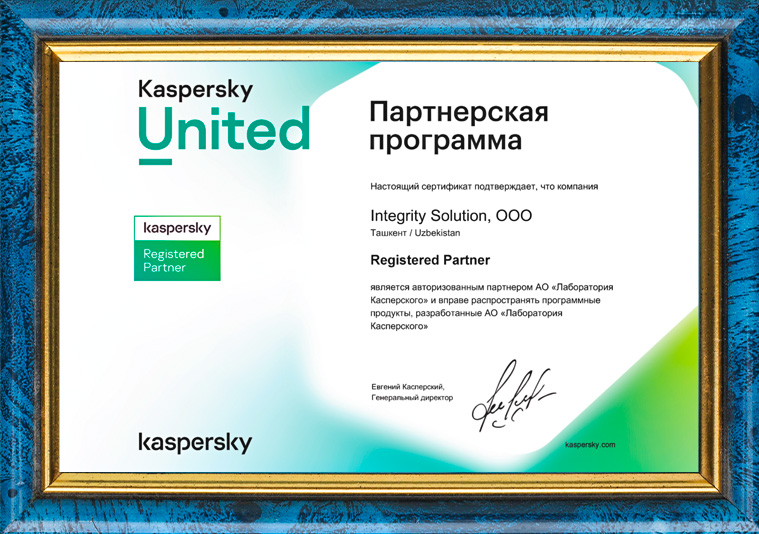 Kaspersky
United
kaspersky
Registered
Partner
kaspersky
Партнерская
программа
Настоящий сертификат подтверждает, что компания
Integrity Solution, ООО
Ташкент / Uzbekistan
Registered Partner
является авторизованным партнером АО «Лаборатория
Касперского» и вправе распространять программные
продукты, разработанные АО «Лаборатория
Касперского»
Евгений Касперский,
Генеральный директор
kaspersky.com